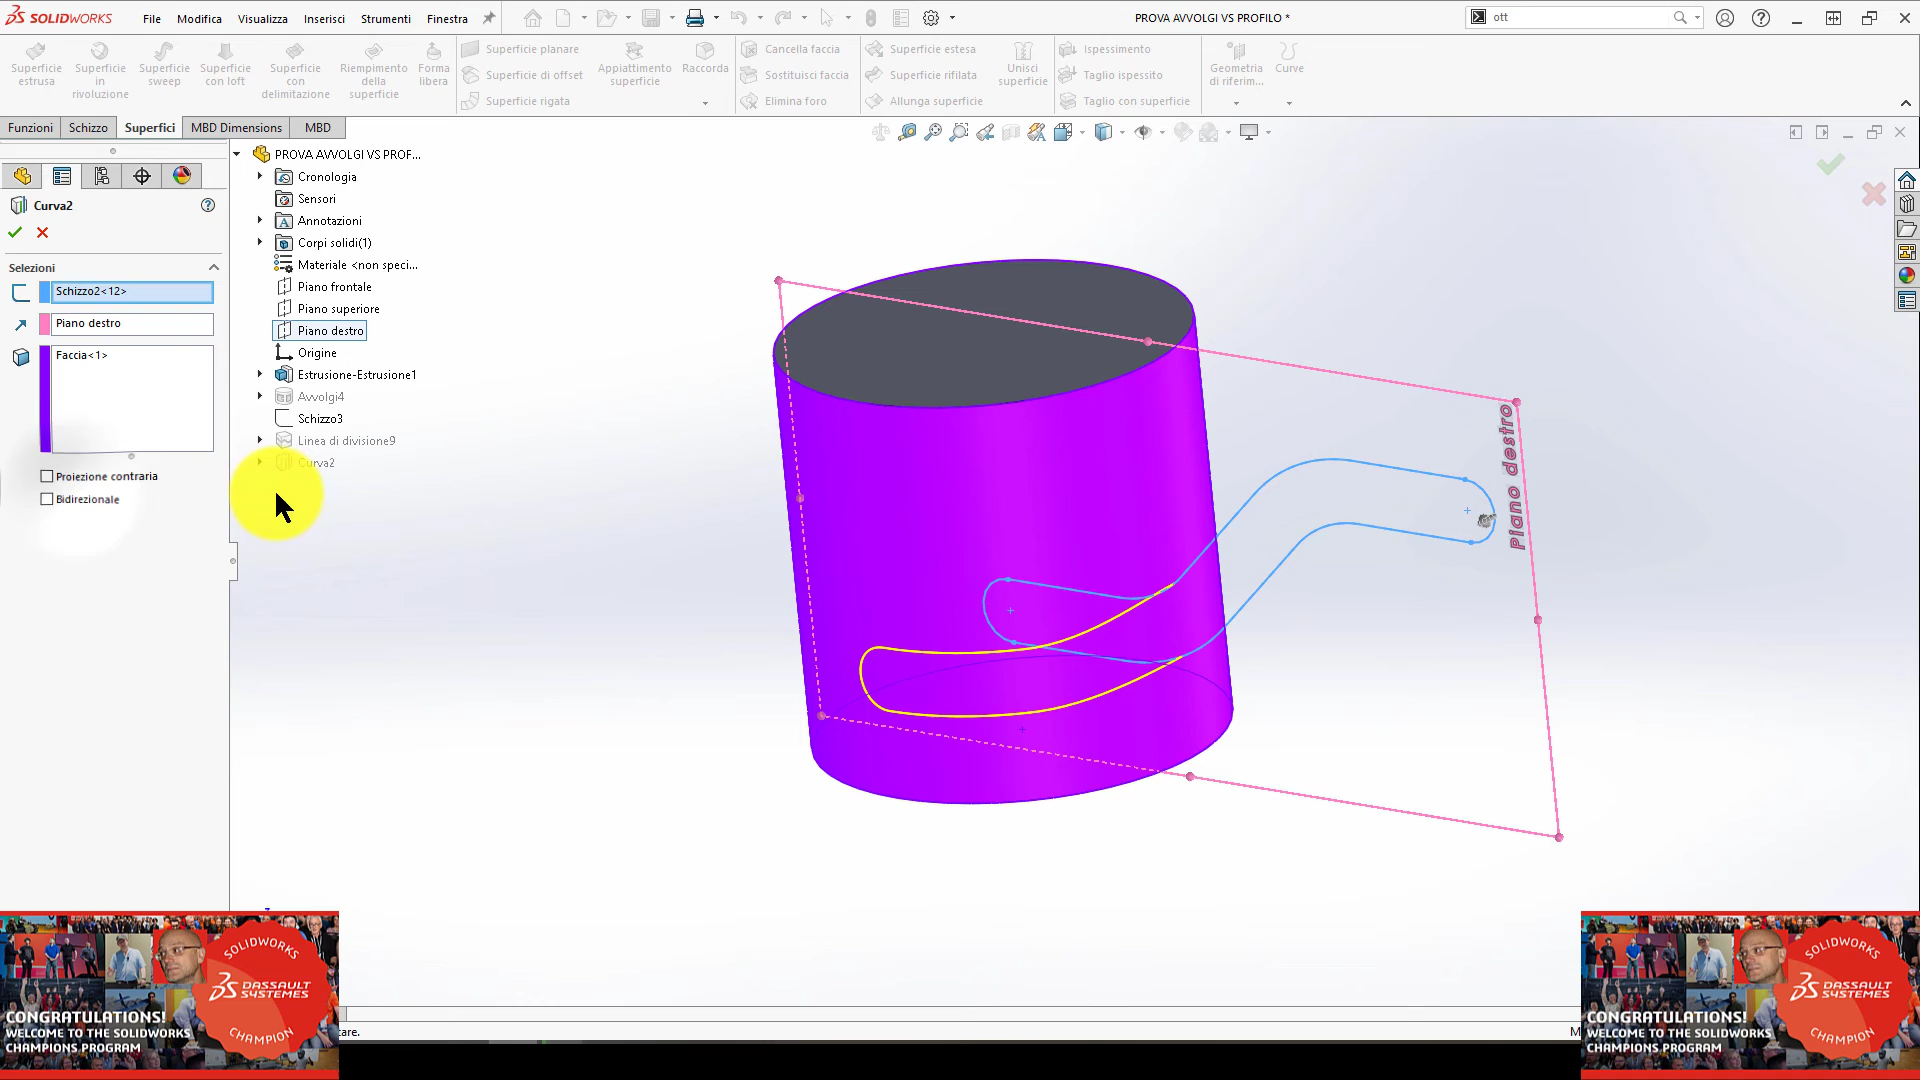 SOLIDWORKS
File
Modifica
Visualizza
Inserisci
Strumenti
Finestra
PROVA AVVOLGI VS PROFILO *
ott
Superficie estrusa
Superficie in rivoluzione
Superficie sweep
Superficie con loft
Superficie con delimitazione
Riempimento della superficie
Forma libera
Superficie planare
Superficie di offset
Superficie rigata
Appiattimento superficie
Raccorda
Cancella faccia
Sostituisci faccia
Elimina foro
Superficie estesa
Superficie rifilata
Allunga superficie
Unisci superficie
Ispessimento
Taglio ispessito
Taglio con superficie
Geometria di riferim...
Curve
Funzioni
Schizzo
Superfici
MBD Dimensions
MBD
Curva2
Selezioni
Schizzo2<12>
Piano destro
Faccia<1>
Proiezione contraria
Bidirezionale
PROVA AVVOLGI VS PROF...
Cronologia
Sensori
Annotazioni
Corpi solidi(1)
Materiale <non speci...
Piano frontale
Piano superiore
Piano destro
Origine
Estrusione-Estrusione1
Avvolgi4
Schizzo3
Linea di divisione9
Curva2
Piano destro
tare.
M
SOLIDWORKS
DASSAULT SYSTEMES
CHAMPION
CONGRATULATIONS!
WELCOME TO THE SOLIDWORKS
CHAMPIONS PROGRAM
SOLIDWORKS
DASSAULT SYSTEMES
CHAMPION
CONGRATULATIONS!
WELCOME TO THE SOLIDWORKS
CHAMPIONS PROGRAM